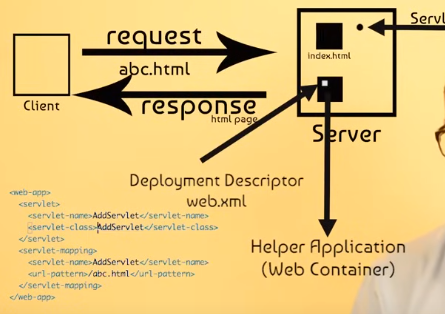 request
Servl
abc.html
index.html
Client
response
html page
Server
Deployment Descriptor
web.xml
Helper Application
(Web Container)
<web-app>
<servlet>
<servlet-name>AddServlet</servlet-name>
<servlet-class>AddServlet</servlet-class>
</servlet>
<servlet-mapping>
<servlet-name>AddServlet</servlet-name>
<url-pattern>/abc.html</url-pattern>
</servlet-mapping>
</web-app>